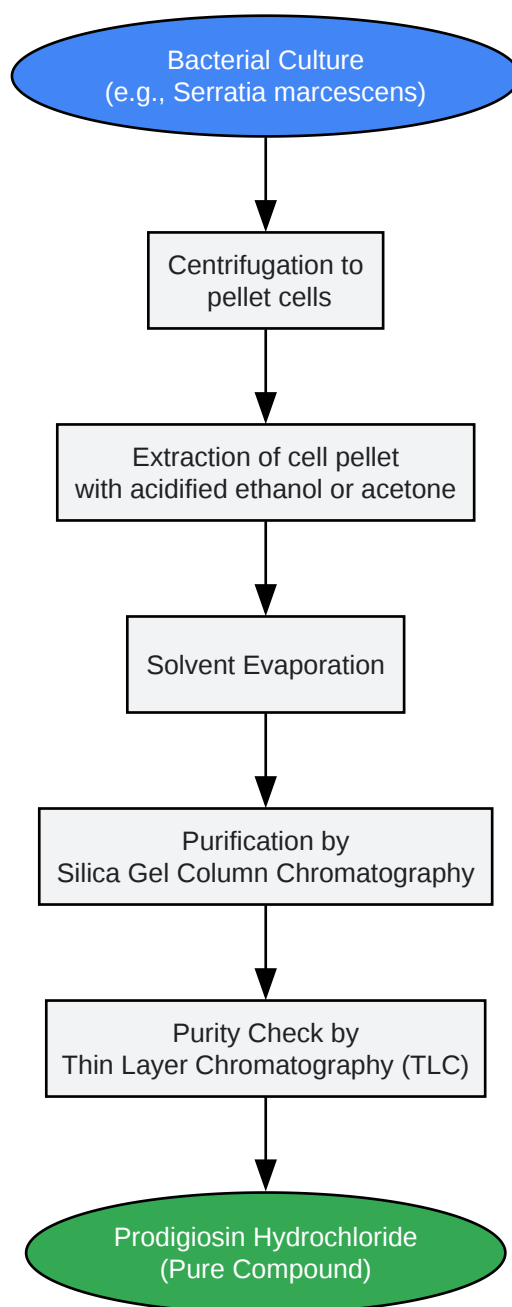 Bacterial Culture
(e.g., Serratia marcescens)
Centrifugation to
pellet cells
Extraction of cell pellet
with acidified ethanol or acetone
Solvent Evaporation
Purification by
Silica Gel Column Chromatography
Purity Check by
Thin Layer Chromatography (TLC)
Prodigiosin Hydrochloride
(Pure Compound)